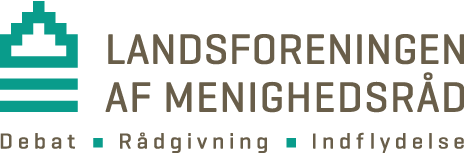 LANDSFORENINGEN
AF MENIGHEDSRÅD
Debat ▪ Rådgivning ▪ Indflydelse